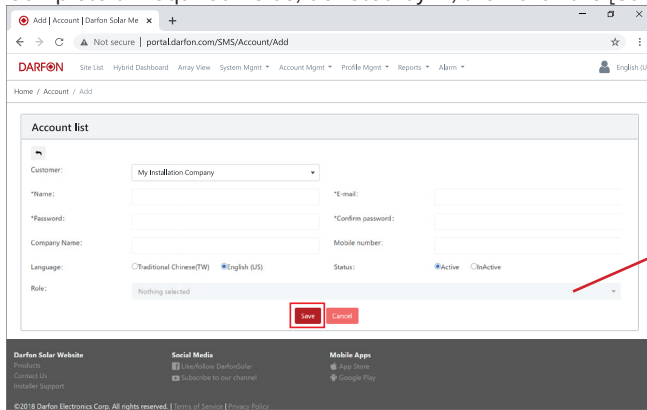 Add | Account | Darfon Solar Me × +
Not secure | portal.darfon.com/SMS/Account/Add
DARFON Site List Hybrid Dashboard Array View System Mgmt Account Mgmt Profile Mgmt Reports Alarm English (U
Home / Account / Add
Account list
Customer: My Installation Company
*Name: *E-mail:
*Password: *Confirm password:
Company Name: Mobile number:
Language: Traditional Chinese(TW) English (US) Status: Active InActive
Role: Nothing selected
Save Cancel
Darfon Solar Website Social Media Mobile Apps
Products Like/follow DarfonSolar App Store
Contact Us Subscribe to our channel Google Play
Installer Support
©2018 Darfon Electronics Corp. All rights reserved. | Terms of Service | Privacy Policy